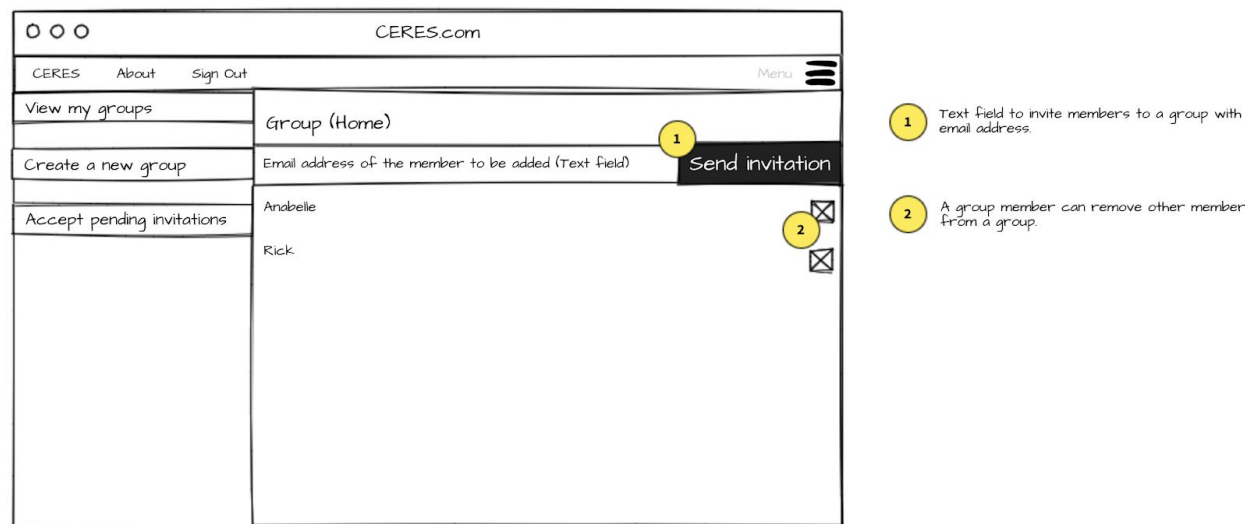 CERES.com
CERES About Sign Out Menu
View my groups
Group (Home)
Create a new group
Email address of the member to be added (Text field)
Send invitation
Accept pending invitations
Anabelle
Rick
1
2
1 Text field to invite members to a group with
email address.
2 A group member can remove other member
from a group.